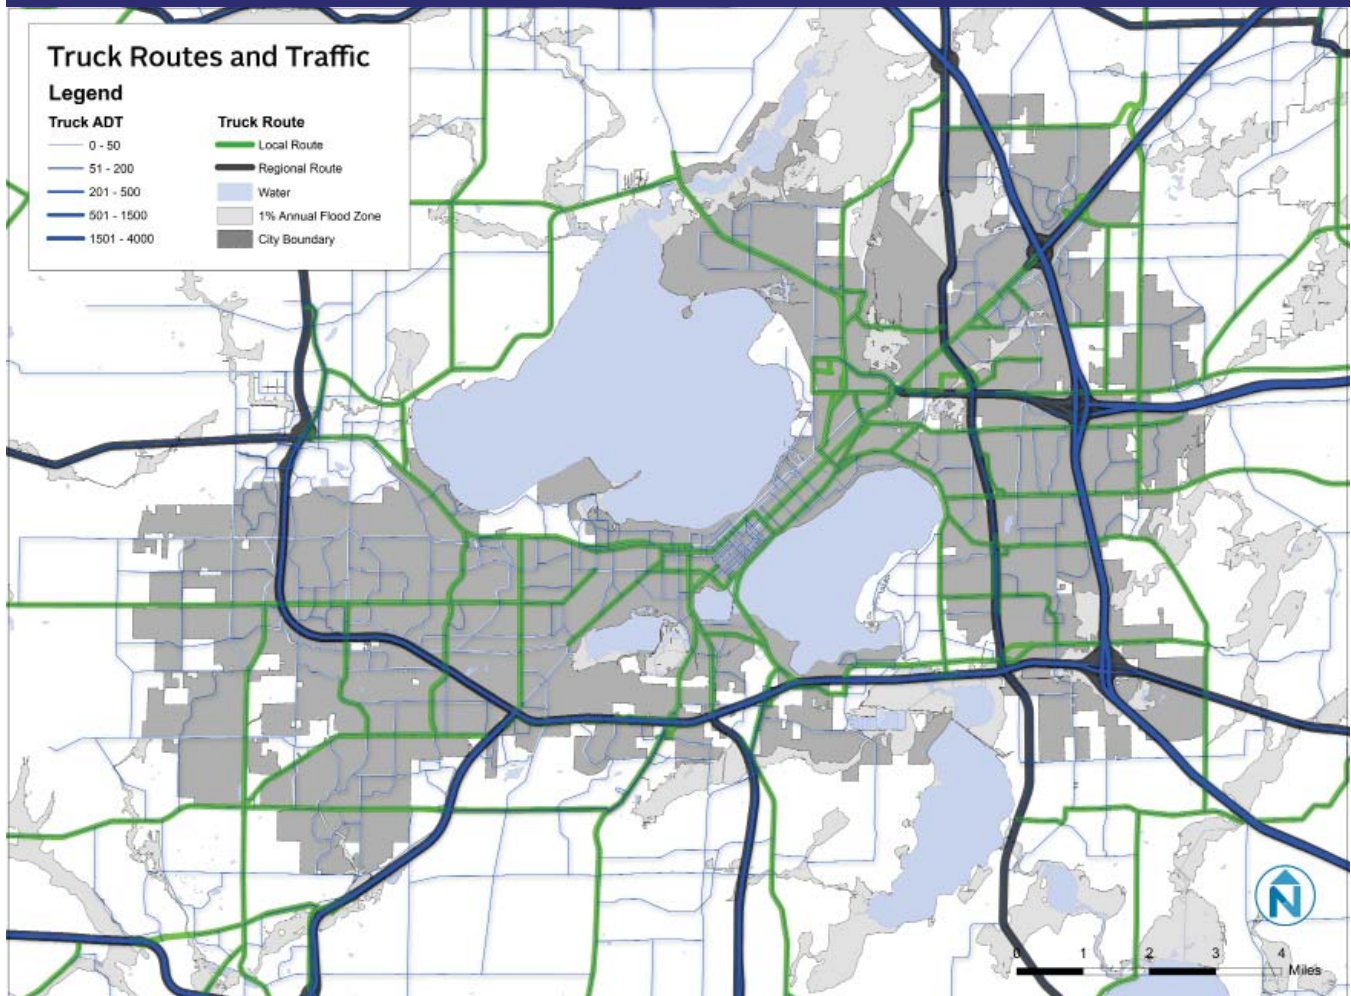 Truck Routes and Traffic
Legend
Truck ADT
0 - 50
51 - 200
201 - 500
501 - 1500
1501 - 4000
Truck Route
Local Route
Regional Route
Water
1% Annual Flood Zone
City Boundary
N
0 1 2 3 4
Miles